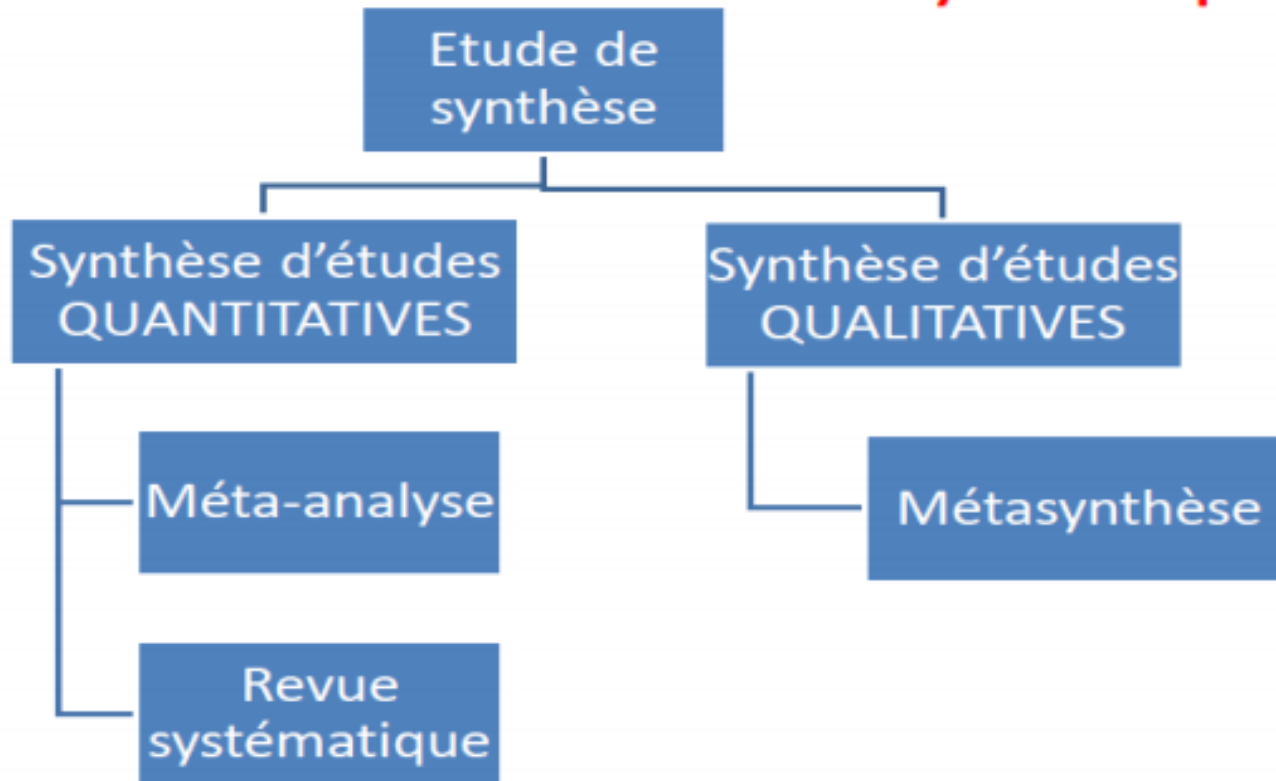 Etude de
synthèse
Synthèse d'études
QUANTITATIVES
Synthèse d'études
QUALITATIVES
Méta-analyse
Métasynthèse
Revue
systématique